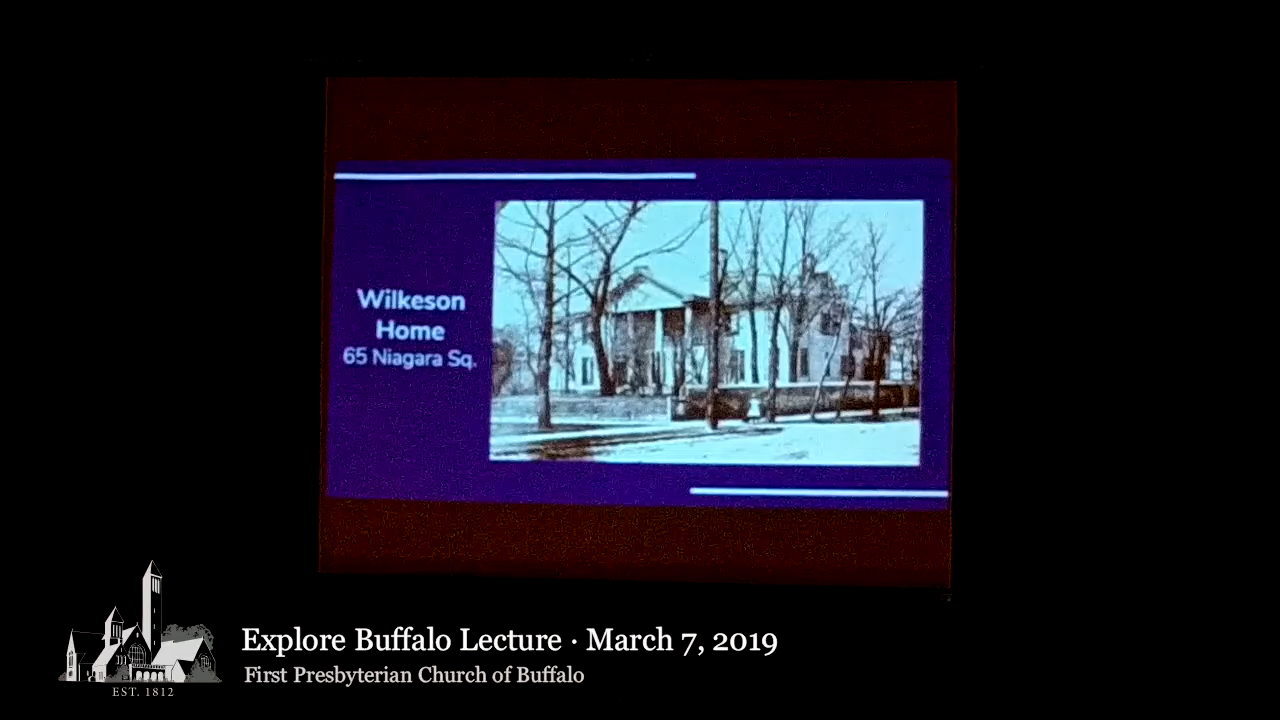 Wilkeson
Home
65 Niagara Sq.
Explore Buffalo Lecture · March 7, 2019
First Presbyterian Church of Buffalo
EST. 1812